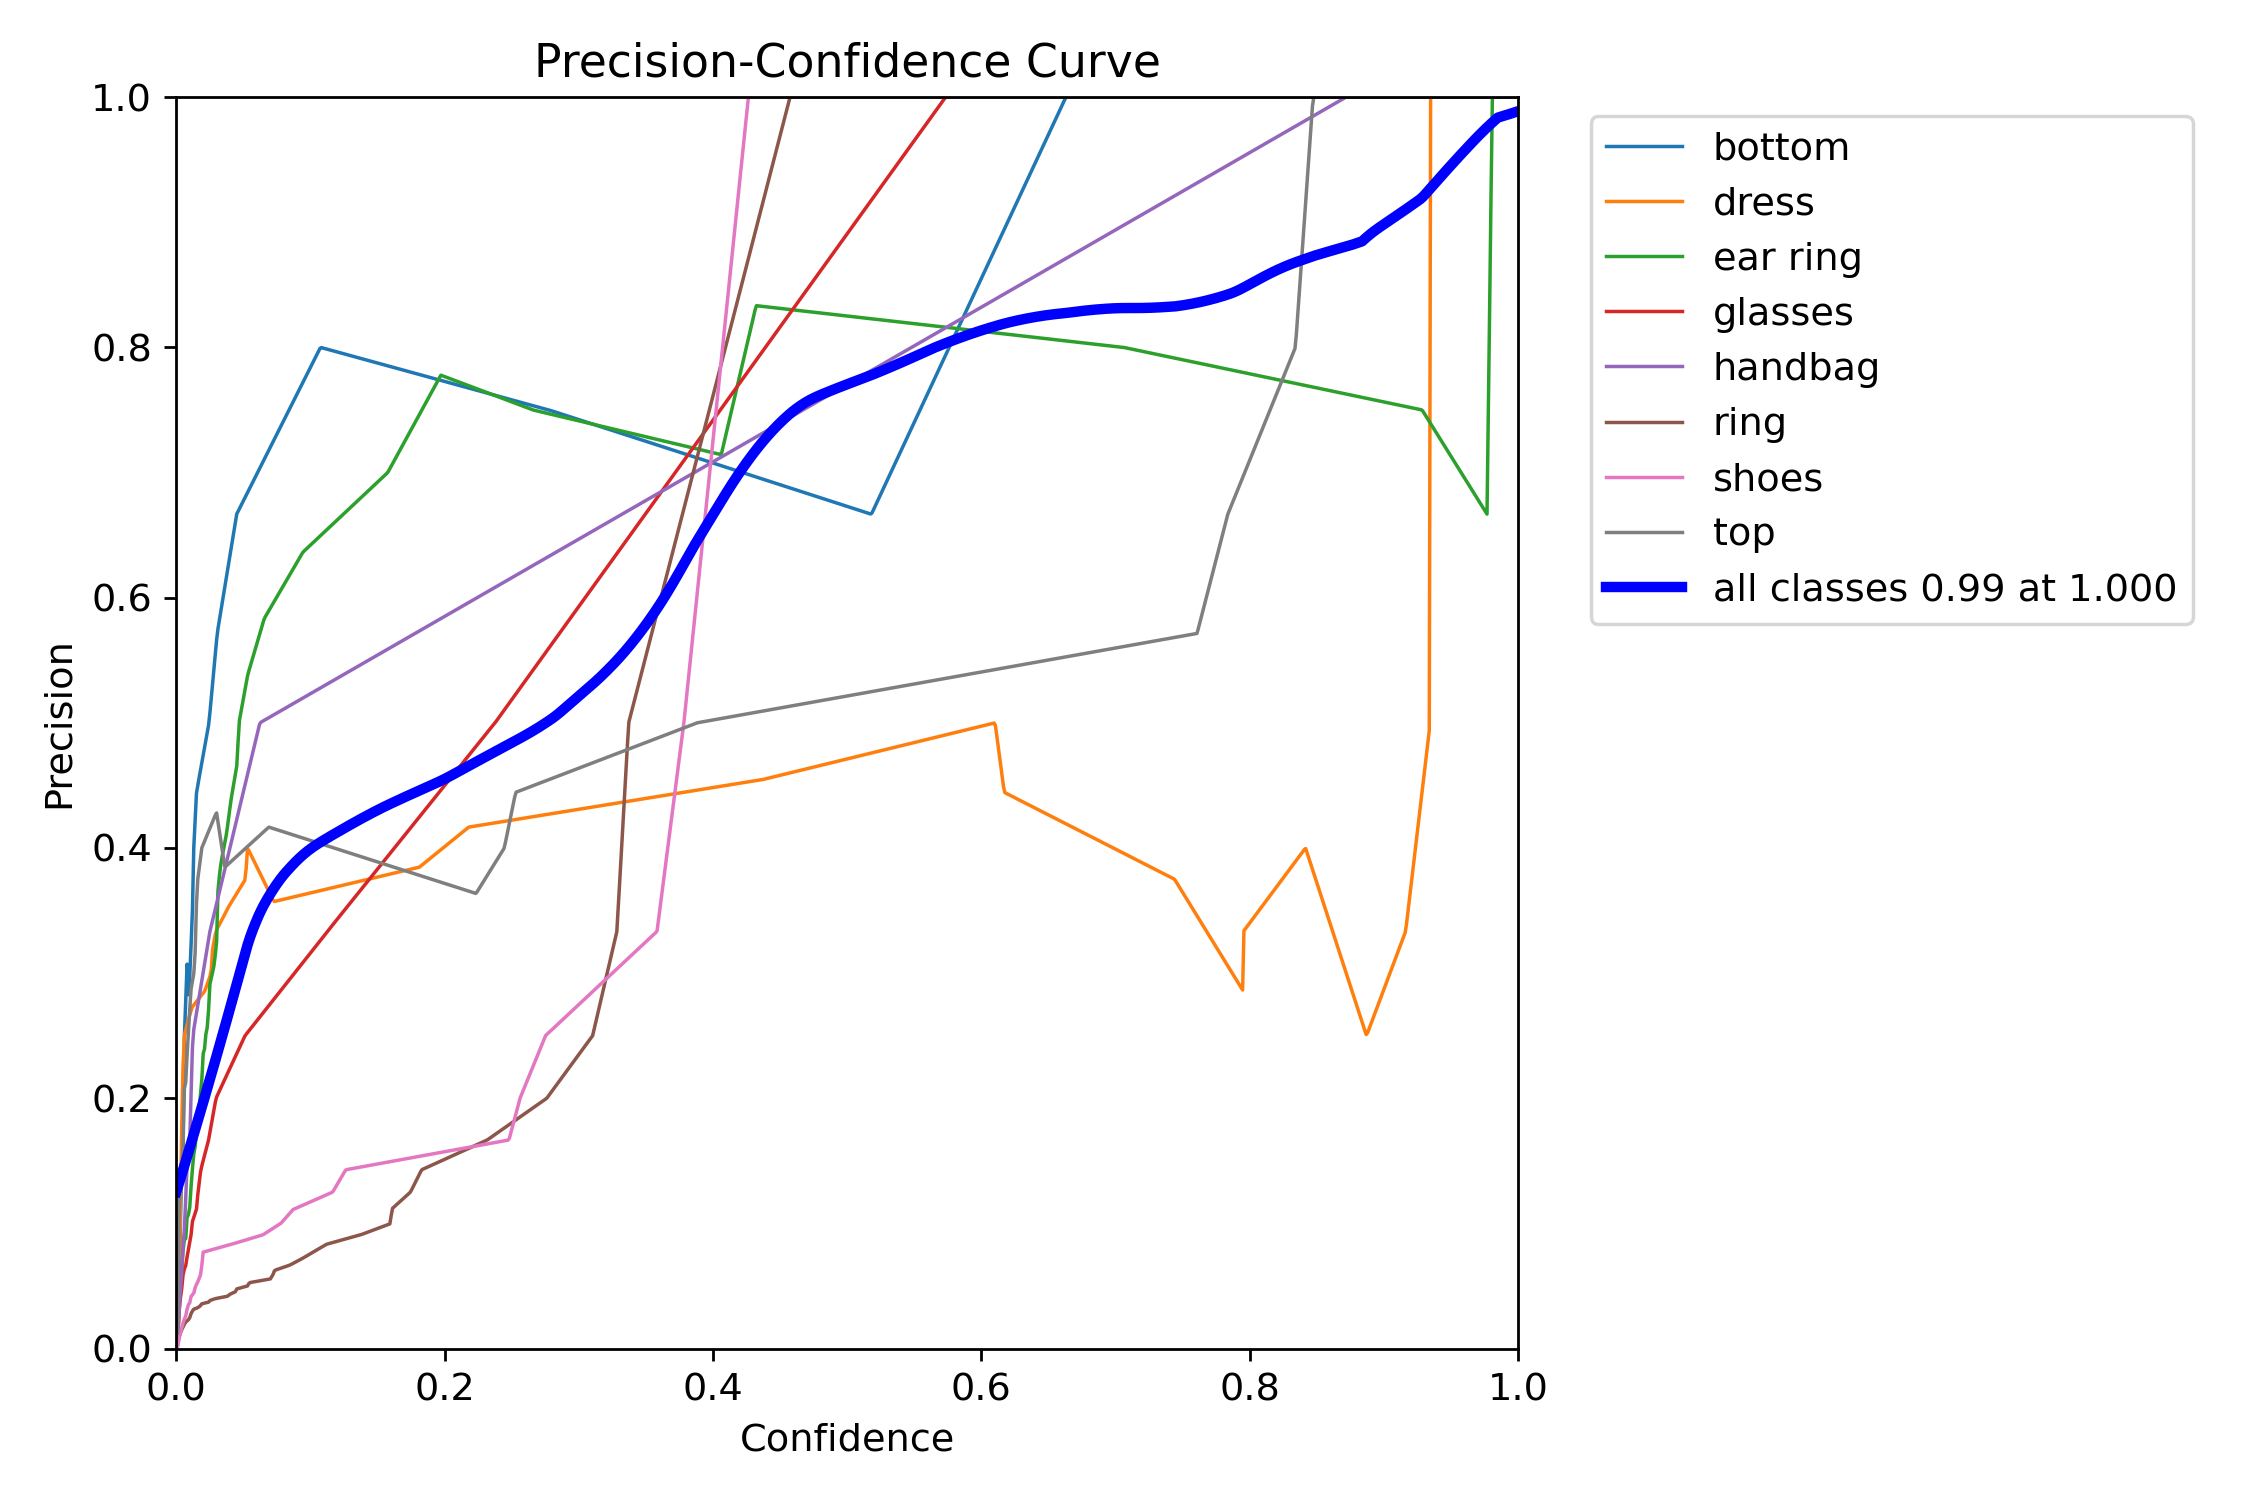 Precision-Confidence Curve
1.0
0.8
0.6
0.4
0.2
0.0
Precision
0.0 0.2 0.4 0.6 0.8 1.0
Confidence
bottom
dress
ear ring
glasses
handbag
ring
shoes
top
all classes 0.99 at 1.000